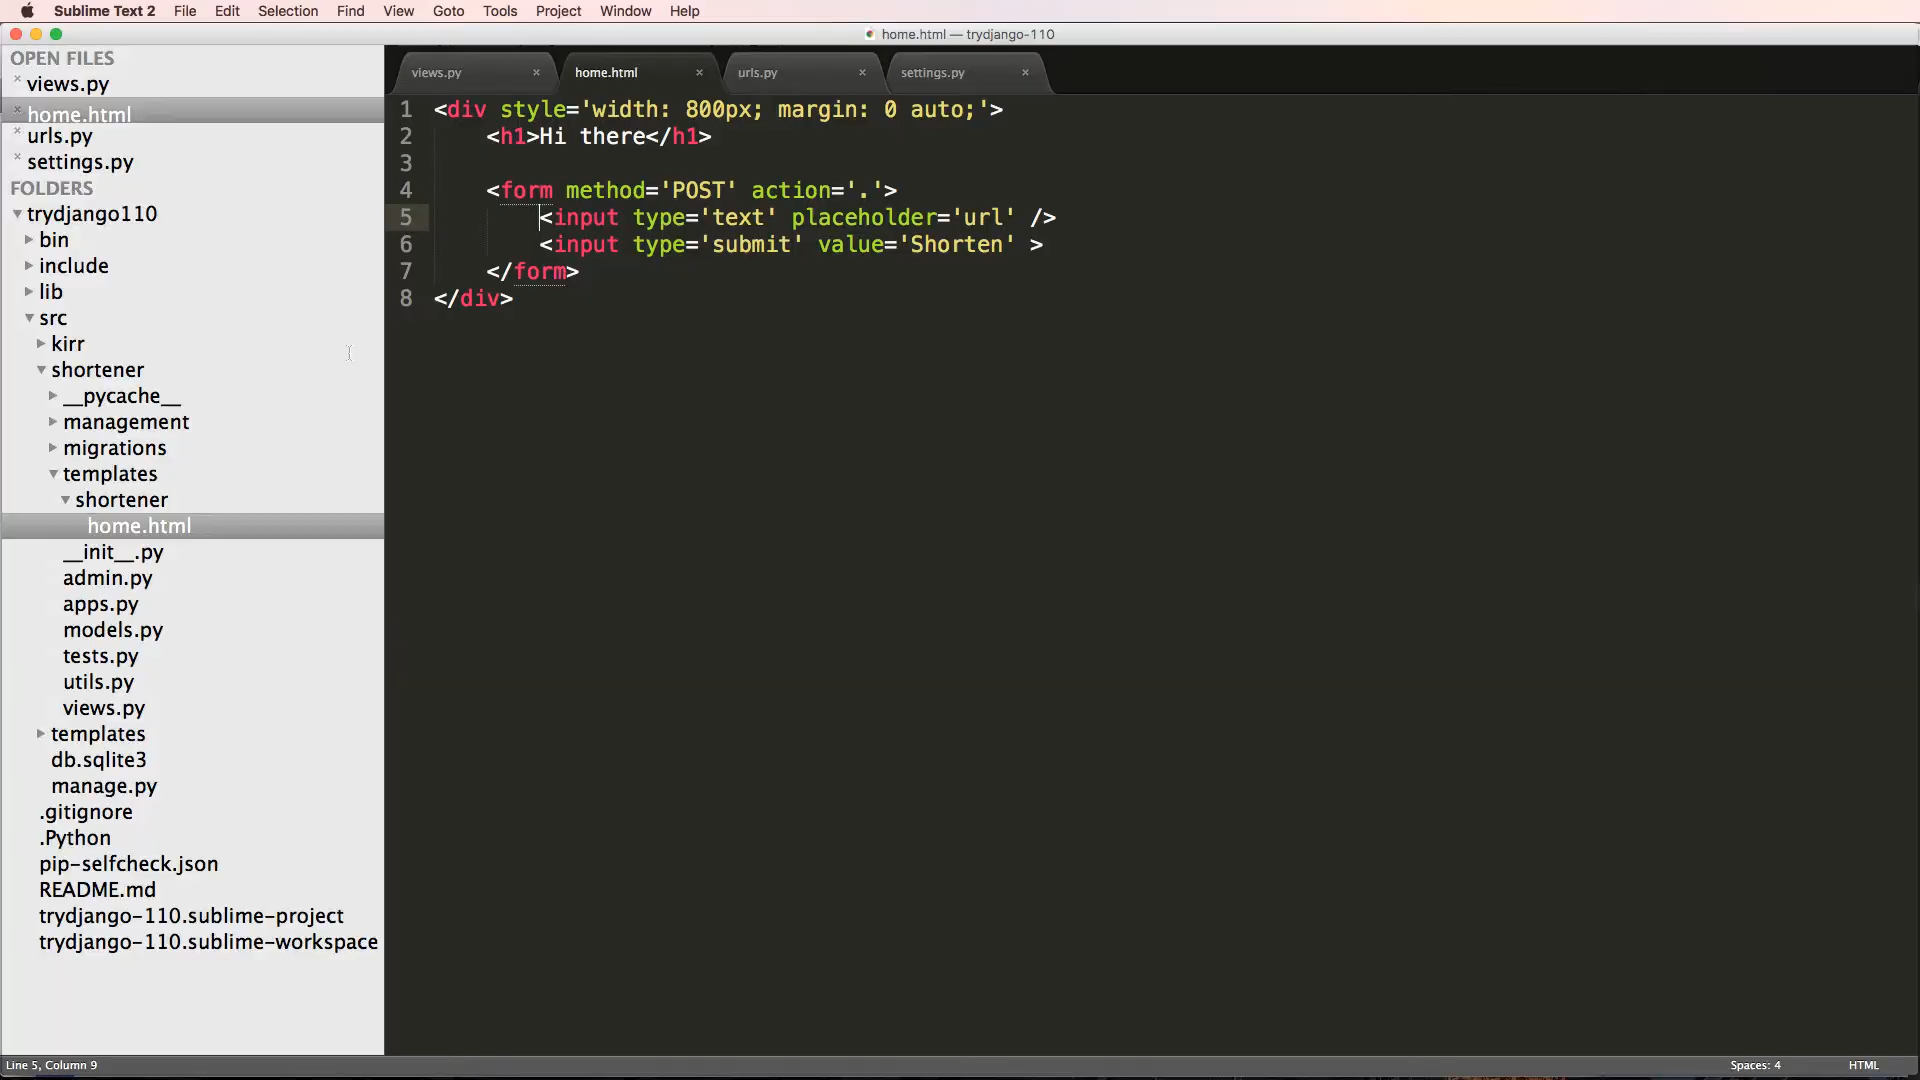 Sublime Text 2 File Edit Selection Find View Goto Tools Project Window Help
home.html — trydjango-110
OPEN FILES
views.py
home.html
urls.py
settings.py
FOLDERS
trydjango110
bin
include
lib
src
kirr
shortener
__pycache__
management
migrations
templates
shortener
home.html
__init__.py
admin.py
apps.py
models.py
tests.py
utils.py
views.py
templates
db.sqlite3
manage.py
.gitignore
.Python
pip-selfcheck.json
README.md
trydjango-110.sublime-project
trydjango-110.sublime-workspace
views.py × home.html × urls.py × settings.py ×
1 <div style='width: 800px; margin: 0 auto;'>
2     <h1>Hi there</h1>
3
4     <form method='POST' action='.'>
5         <input type='text' placeholder='url' />
6         <input type='submit' value='Shorten' >
7     </form>
8 </div>
Line 5, Column 9 Spaces: 4 HTML